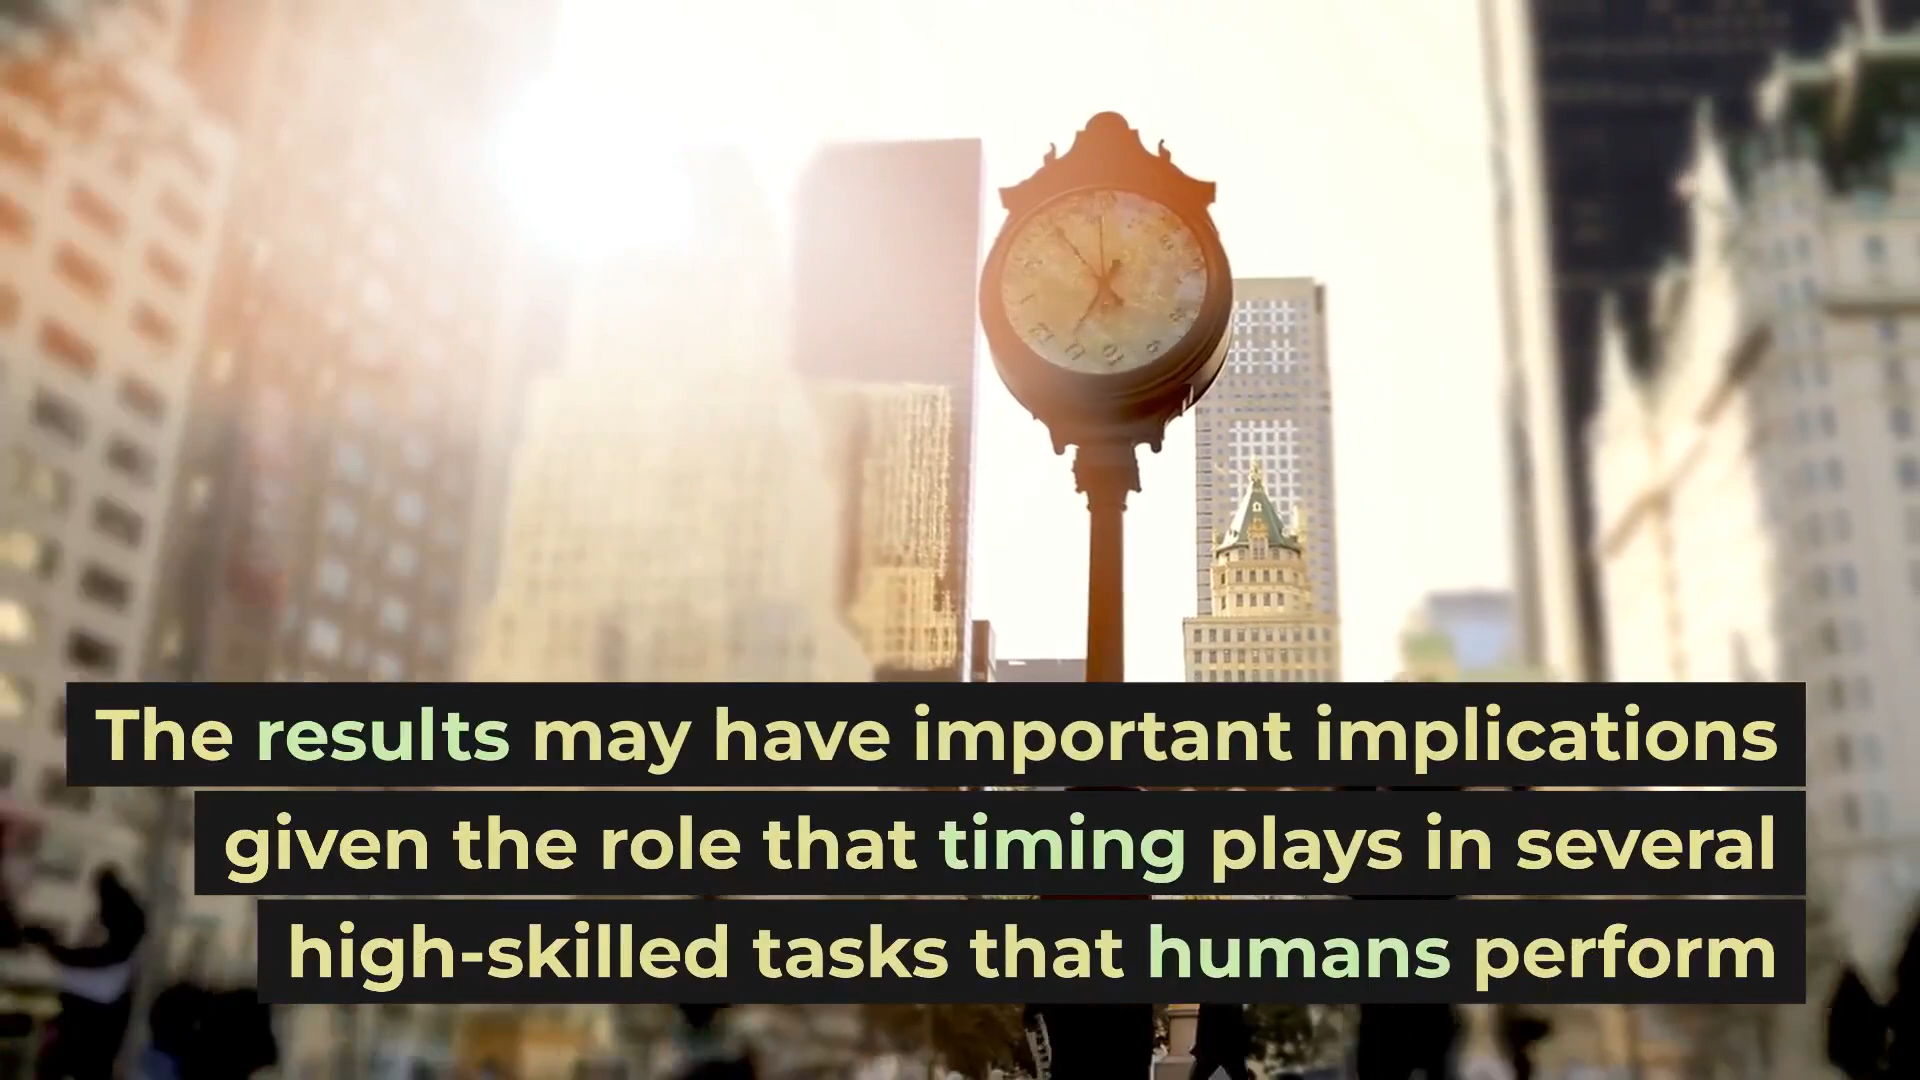 The results may have important implications
given the role that timing plays in several
high-skilled tasks that humans perform